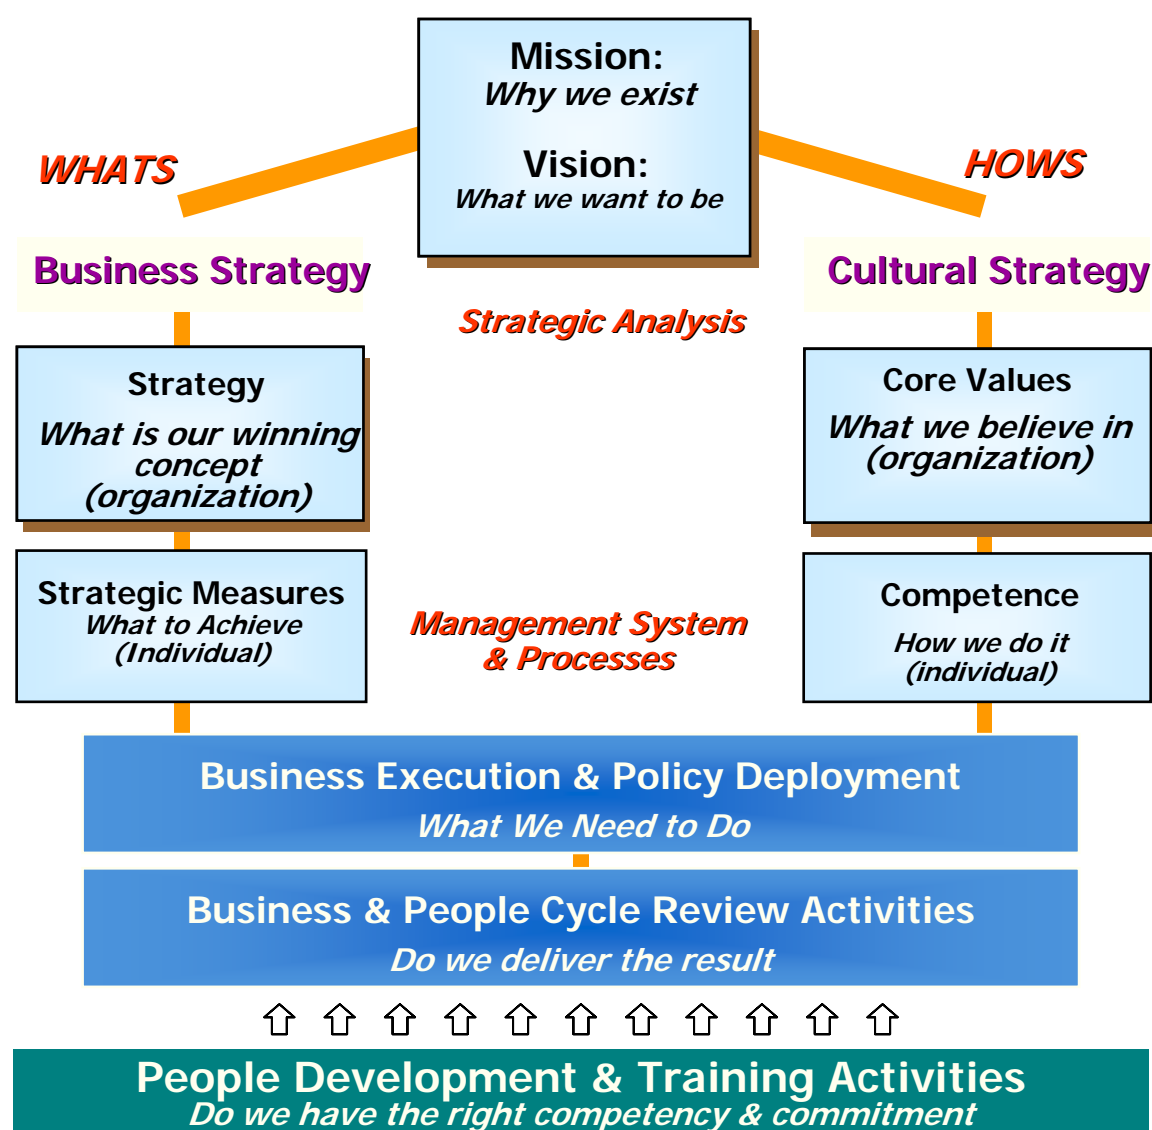 Mission:
Why we exist
Vision:
What we want to be
WHATS
HOWS
Business Strategy
Cultural Strategy
Strategic Analysis
Strategy
What is our winning
concept
(organization)
Core Values
What we believe in
(organization)
Strategic Measures
What to Achieve
(Individual)
Management System
& Processes
Competence
How we do it
(individual)
Business Execution & Policy Deployment
What We Need to Do
Business & People Cycle Review Activities
Do we deliver the result
People Development & Training Activities
Do we have the right competency & commitment